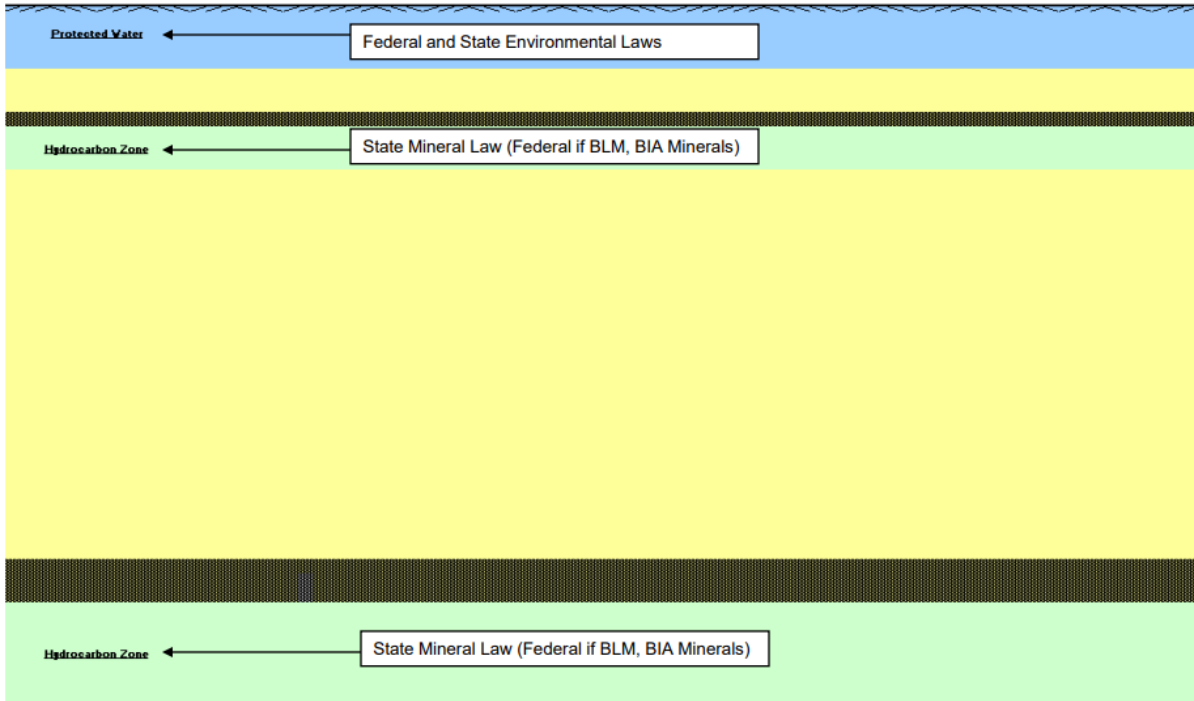 Protected Water
Federal and State Environmental Laws
Hydrocarbon Zone
State Mineral Law (Federal if BLM, BIA Minerals)
Hydrocarbon Zone
State Mineral Law (Federal if BLM, BIA Minerals)